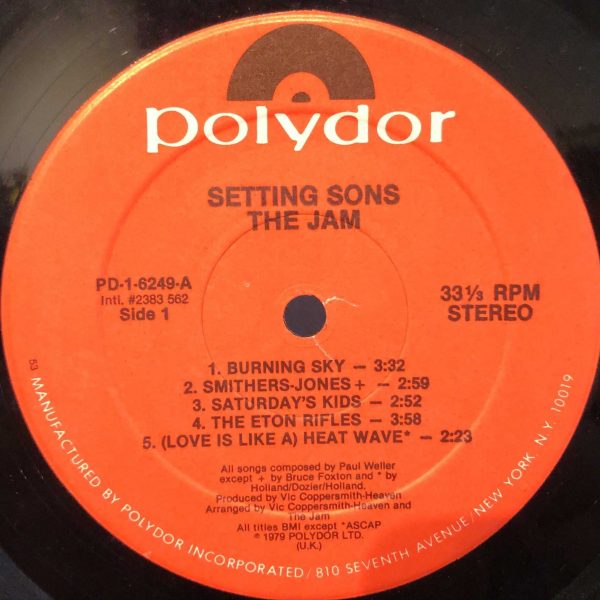 polydor
SETTING SONS
THE JAM
PD-1-6249-A
Intl. #2383 562
Side 1
33⅓ RPM
STEREO
1. BURNING SKY — 3:32
2. SMITHERS-JONES + — 2:59
3. SATURDAY'S KIDS — 2:52
4. THE ETON RIFLES — 3:58
5. (LOVE IS LIKE A) HEAT WAVE* — 2:23
All songs composed by Paul Weller
except + by Bruce Foxton and * by
Holland/Dozier/Holland.
Produced by Vic Coppersmith-Heaven
Arranged by Vic Coppersmith-Heaven and
The Jam
All titles BMI except *ASCAP
℗ 1979 POLYDOR LTD.
(U.K.)
53 MANUFACTURED BY POLYDOR INCORPORATED/810 SEVENTH AVENUE/NEW YORK, N.Y. 10019